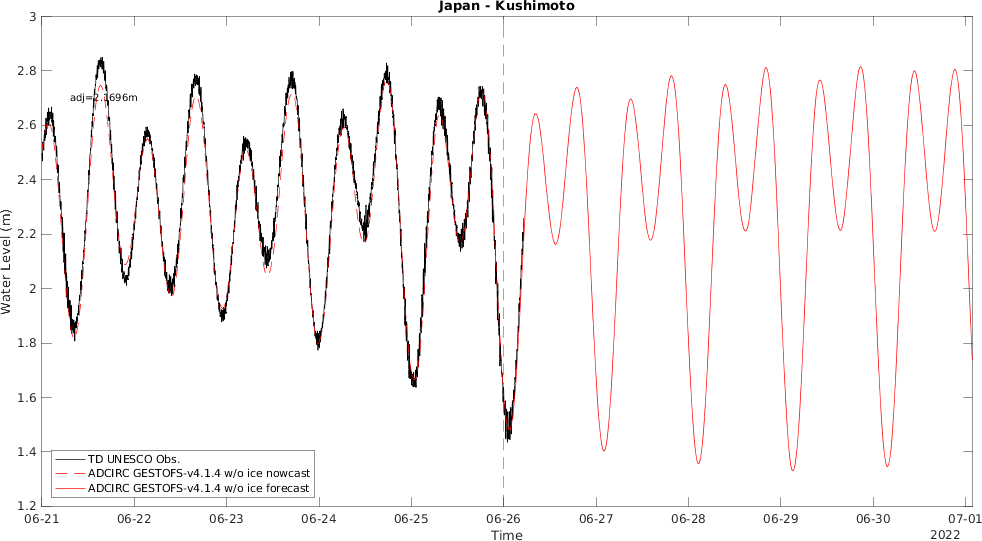 Japan - Kushimoto
3
2.8
2.6
2.4
2.2
2
1.8
1.6
1.4
1.2
Water Level (m)
adj=2.1696m
TD UNESCO Obs.
ADCIRC GESTOFS-v4.1.4 w/o ice nowcast
ADCIRC GESTOFS-v4.1.4 w/o ice forecast
06-21 06-22 06-23 06-24 06-25 06-26 06-27 06-28 06-29 06-30 07-01
Time
2022